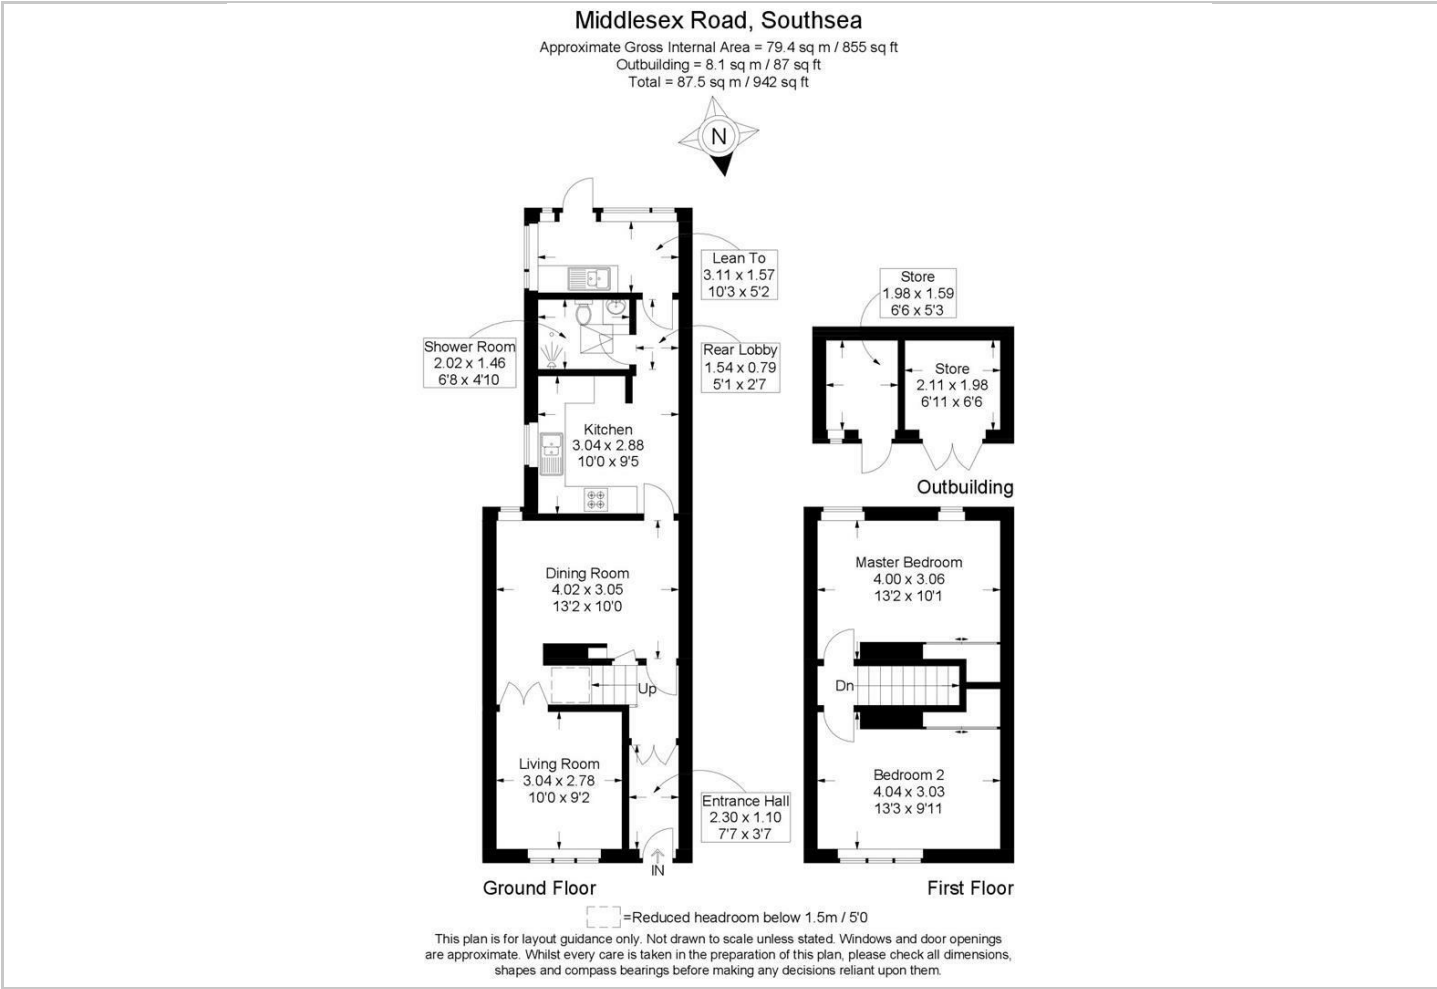 Middlesex Road, Southsea
Approximate Gross Internal Area = 79.4 sq m / 855 sq ft
Outbuilding = 8.1 sq m / 87 sq ft
Total = 87.5 sq m / 942 sq ft
N
Lean To
3.11 x 1.57
10'3 x 5'2
Store
1.98 x 1.59
6'6 x 5'3
Shower Room
2.02 x 1.46
6'8 x 4'10
Rear Lobby
1.54 x 0.79
5'1 x 2'7
Store
2.11 x 1.98
6'11 x 6'6
Kitchen
3.04 x 2.88
10'0 x 9'5
Outbuilding
Dining Room
4.02 x 3.05
13'2 x 10'0
Master Bedroom
4.00 x 3.06
13'2 x 10'1
Up
Dn
Living Room
3.04 x 2.78
10'0 x 9'2
Entrance Hall
2.30 x 1.10
7'7 x 3'7
Bedroom 2
4.04 x 3.03
13'3 x 9'11
IN
Ground Floor
First Floor
=Reduced headroom below 1.5m / 5'0
This plan is for layout guidance only. Not drawn to scale unless stated. Windows and door openings
are approximate. Whilst every care is taken in the preparation of this plan, please check all dimensions,
shapes and compass bearings before making any decisions reliant upon them.